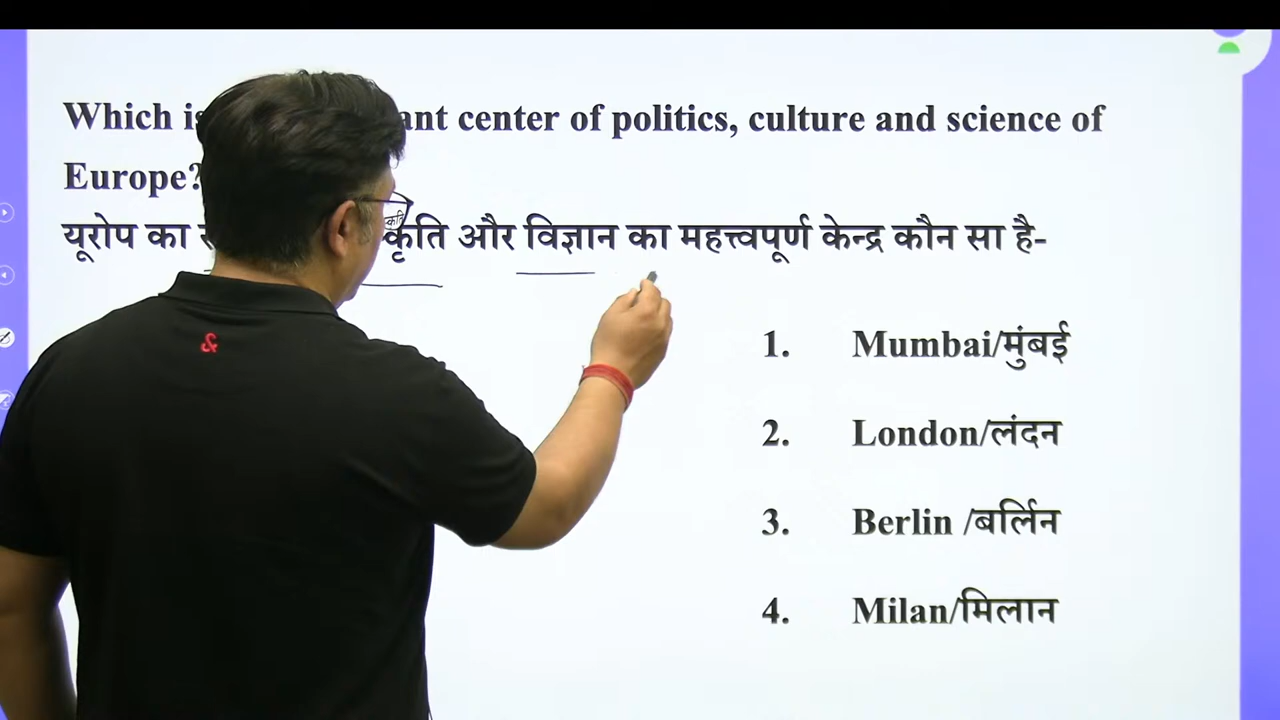 Which is ant center of politics, culture and science of
Europe?
यूरोप का कृति और विज्ञान का महत्त्वपूर्ण केन्द्र कौन सा है-
1. Mumbai/मुंबई
2. London/लंदन
3. Berlin /बर्लिन
4. Milan/मिलान
&